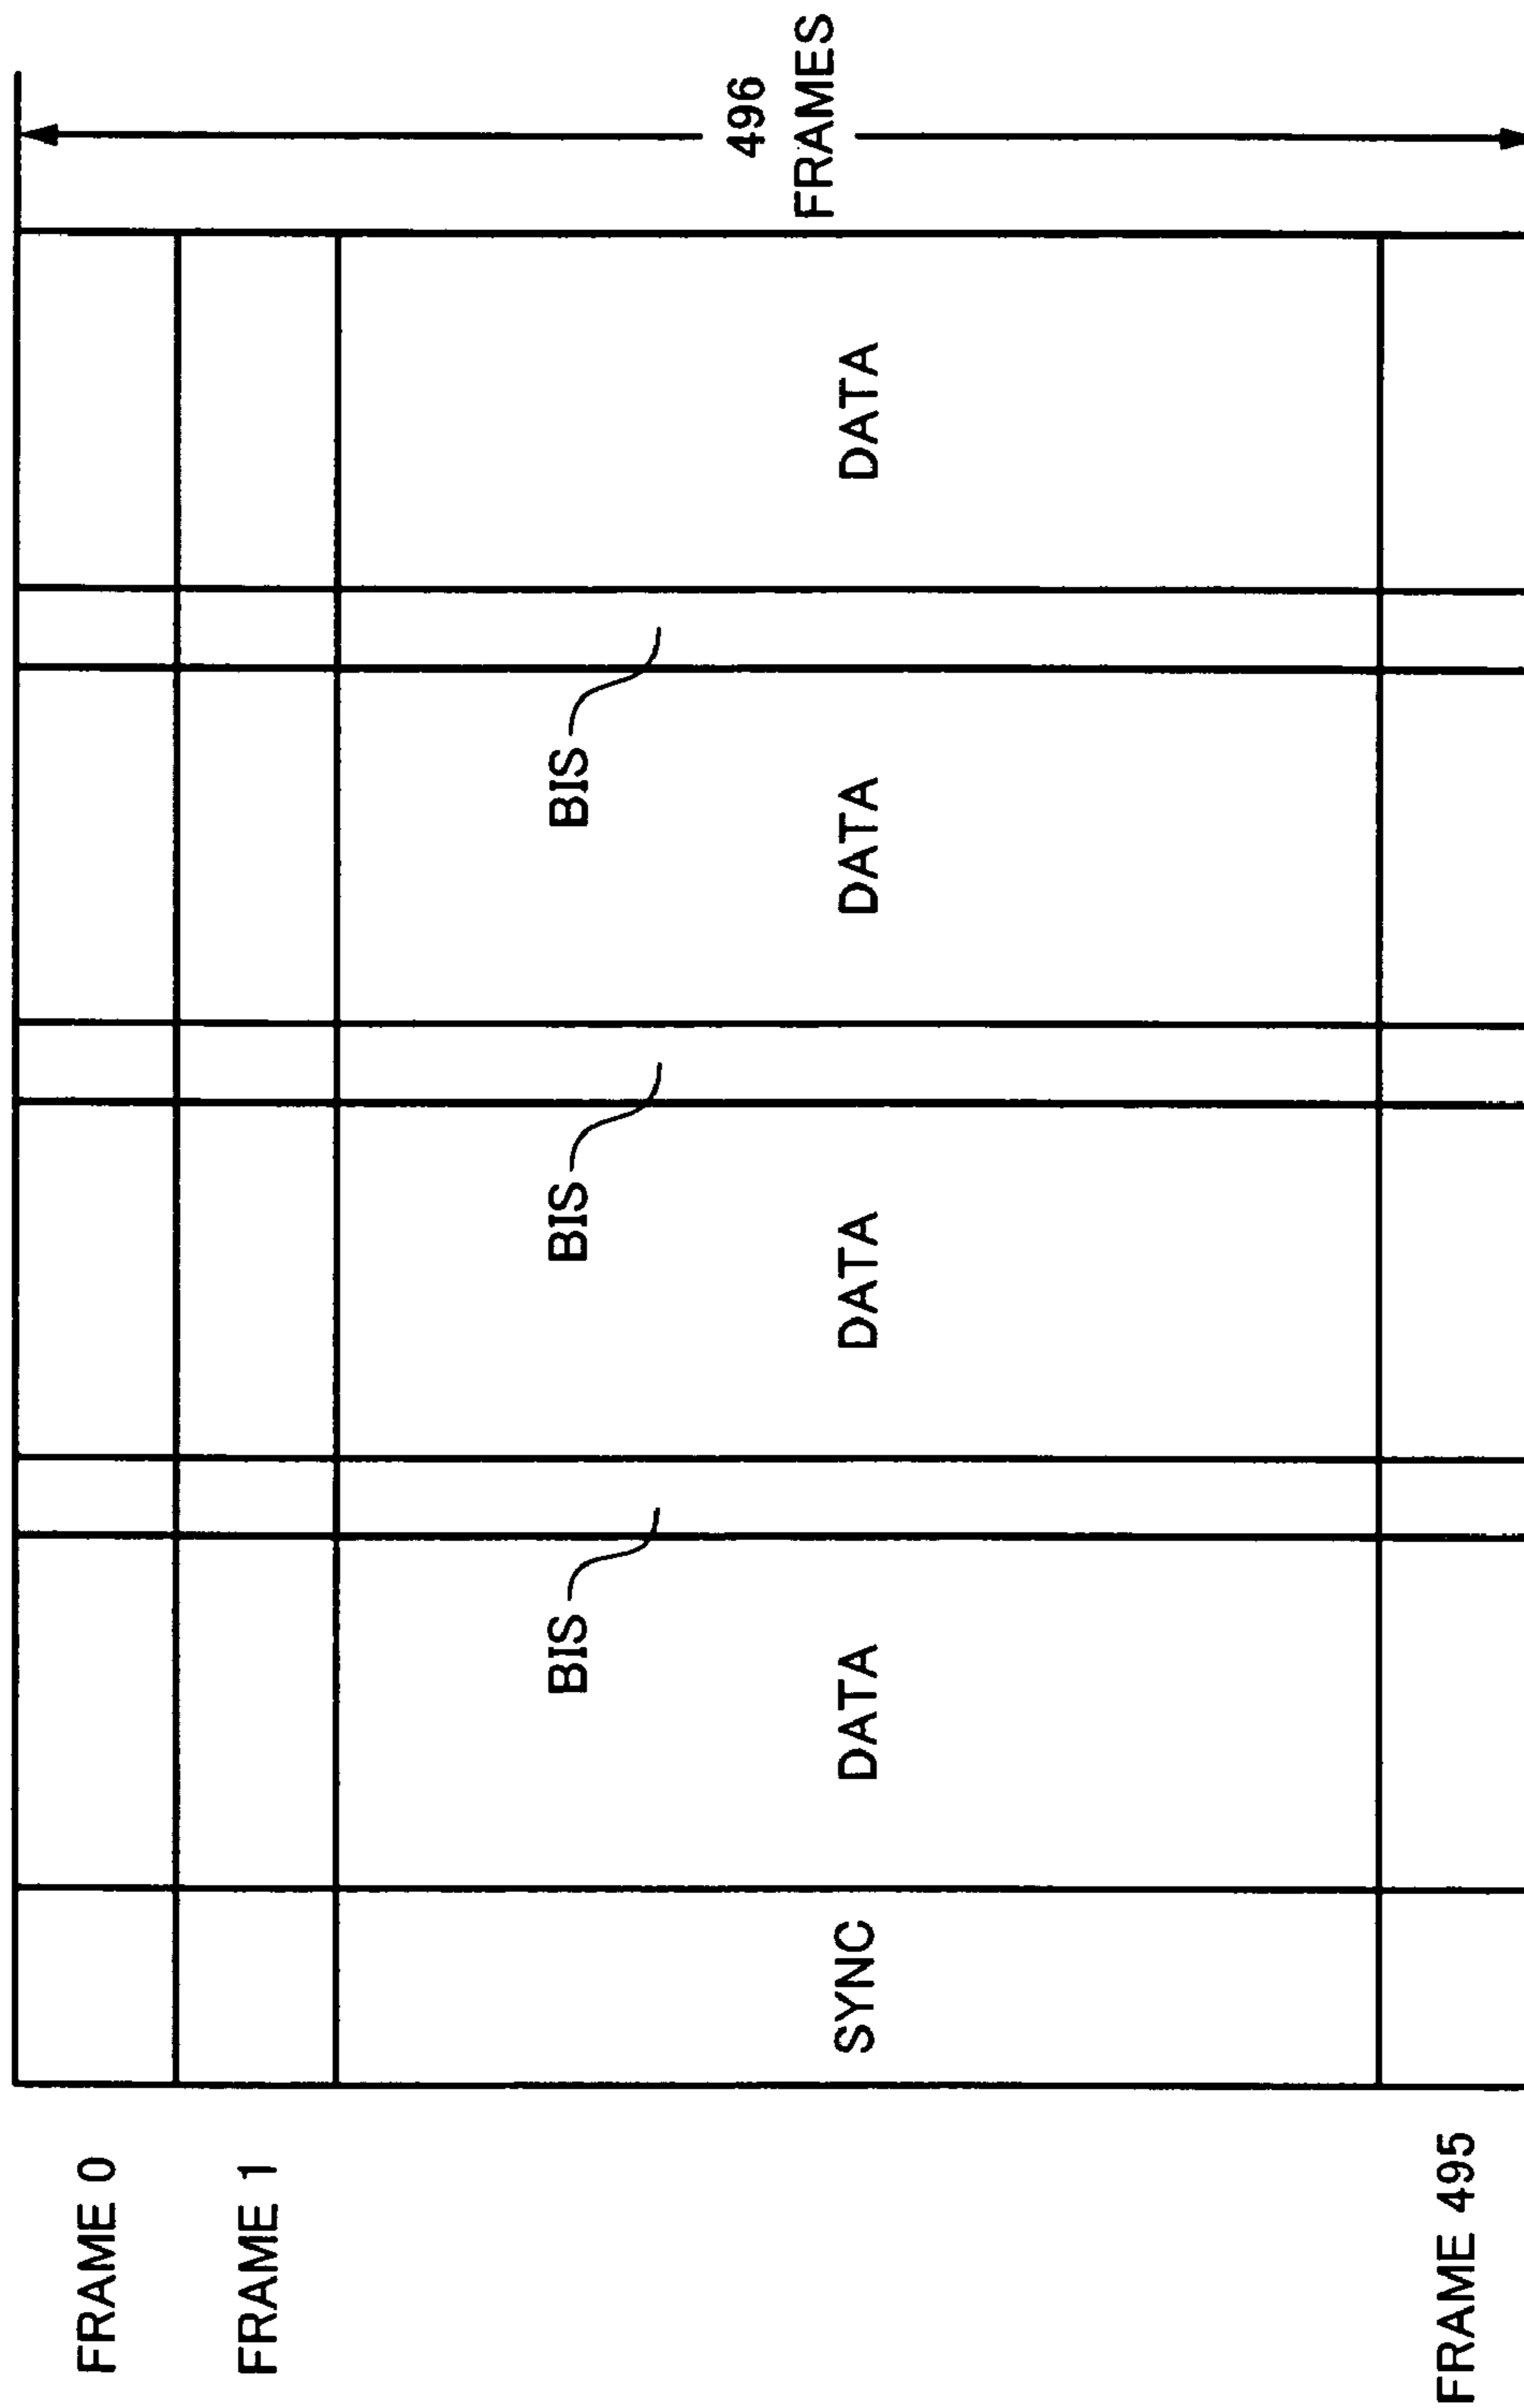 FRAME 0
FRAME 1
BIS BIS BIS
496
FRAMES
SYNC DATA DATA DATA DATA
FRAME 495